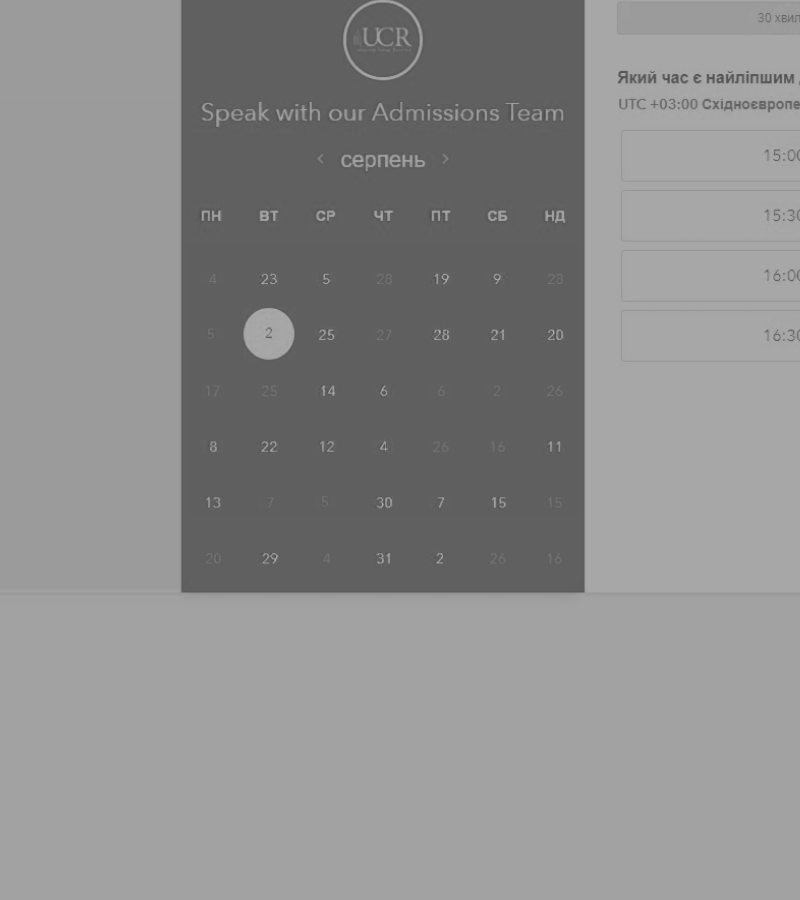 UCR
30 хвил
Який час є найліпшим
UTC +03:00 Східноєвропе
Speak with our Admissions Team
серпень
ПН ВТ СР ЧТ ПТ СБ НД
4 23 5 28 19 9 28
5 2 25 27 28 21 20
17 25 14 6 6 2 26
8 22 12 4 26 16 11
13 7 5 30 7 15 15
20 29 4 31 2 26 16
15:00
15:30
16:00
16:30